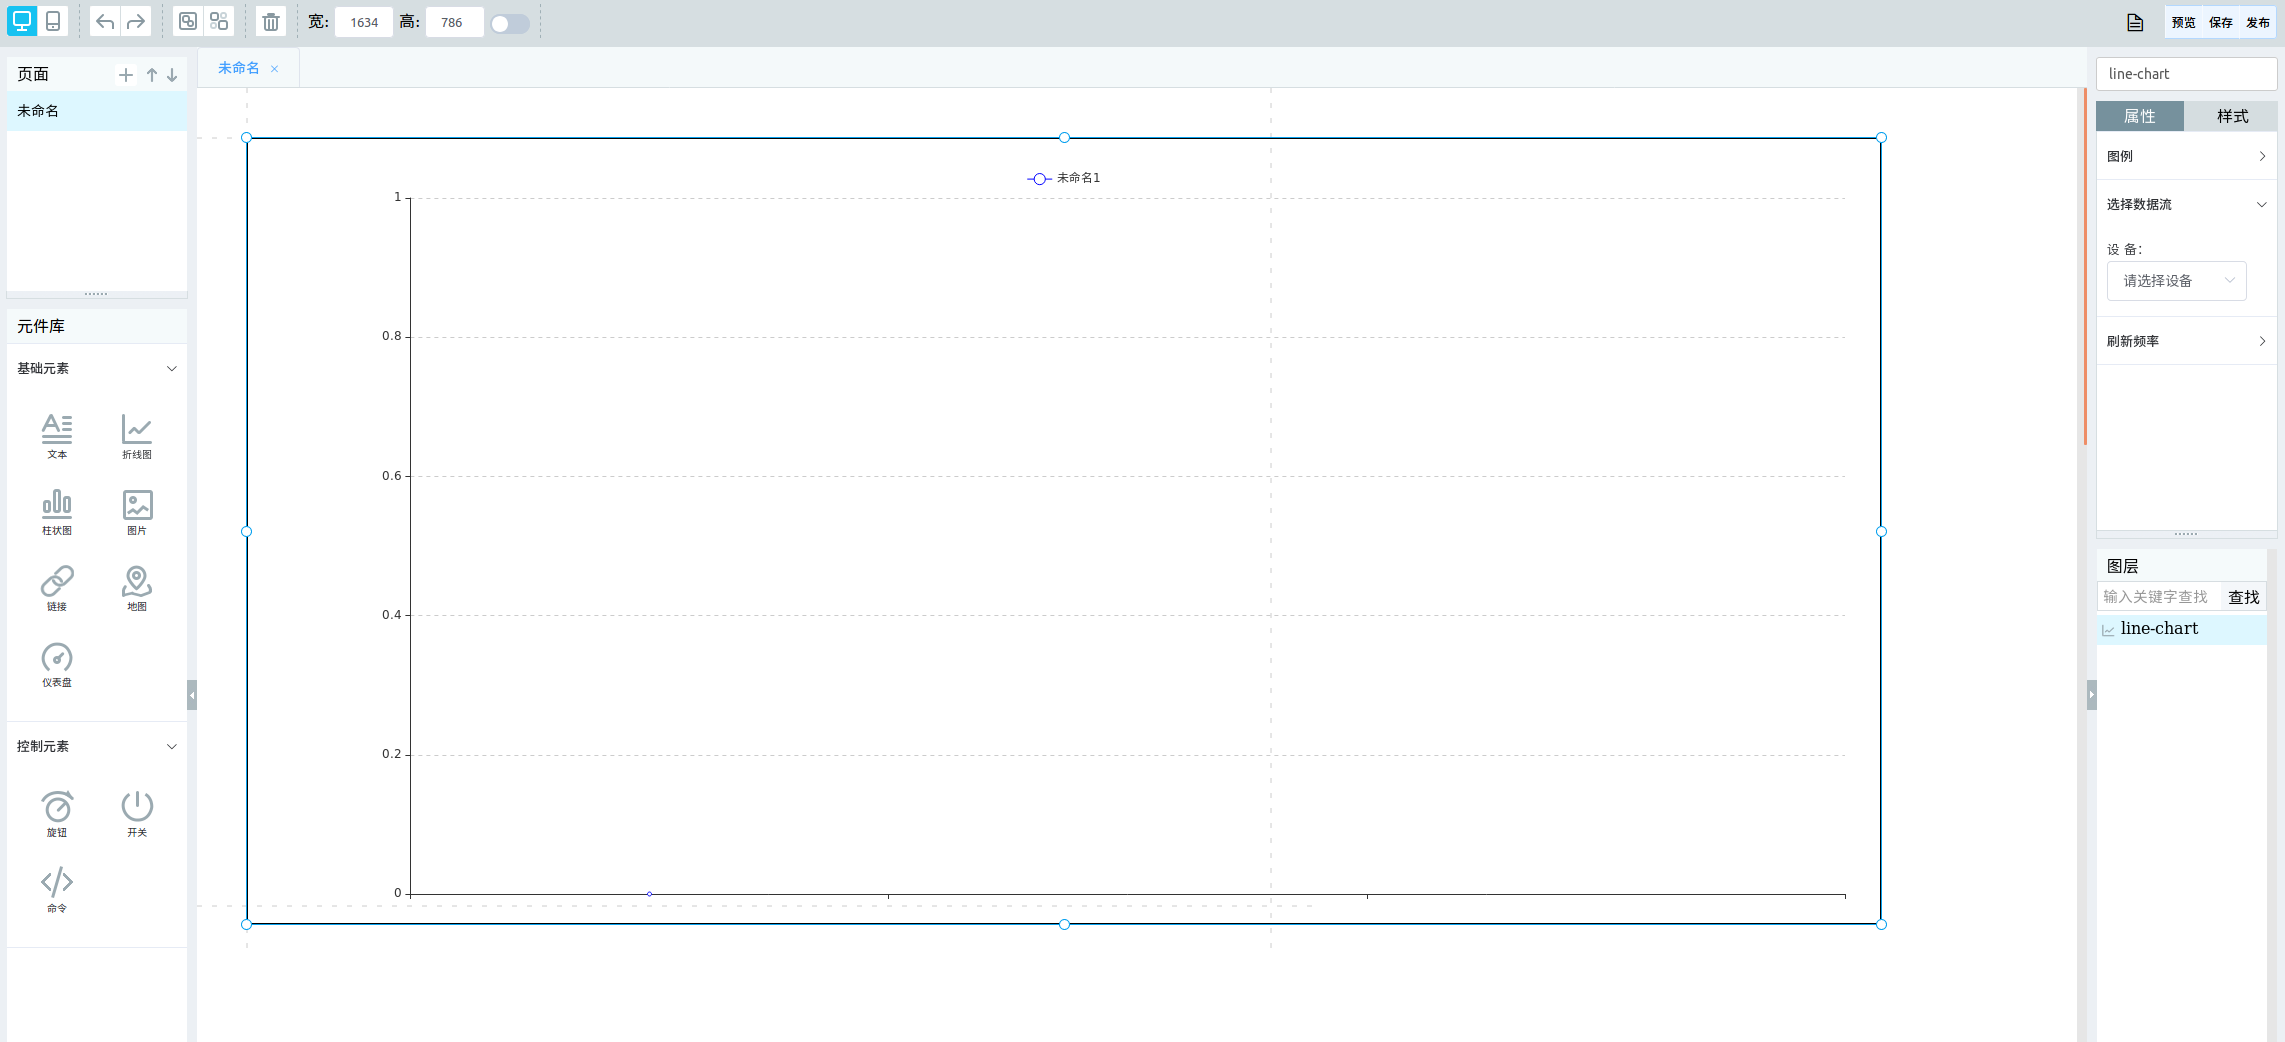 宽: 1634 高: 786 预览 保存 发布
页面
未命名
元件库
基础元素
文本 折线图
柱状图 图片
链接 地图
仪表盘
控制元素
旋钮 开关
命令
未命名 ×
未命名1
1
0.8
0.6
0.4
0.2
0
line-chart
属性 样式
图例
选择数据流
设 备:
请选择设备
刷新频率
图层
输入关键字查找 查找
line-chart